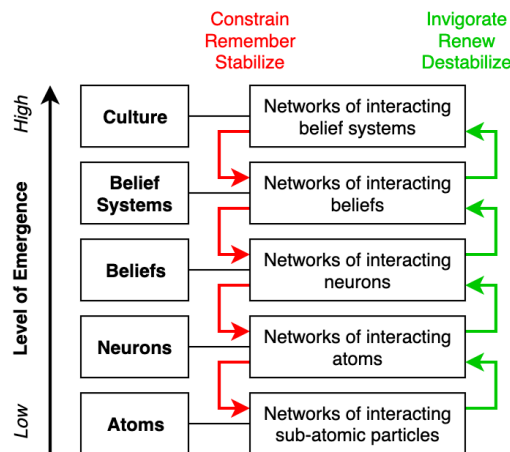 Constrain
Remember
Stabilize
Invigorate
Renew
Destabilize
High
Level of Emergence
Low
Culture
Networks of interacting
belief systems
Belief
Systems
Networks of interacting
beliefs
Beliefs
Networks of interacting
neurons
Neurons
Networks of interacting
atoms
Atoms
Networks of interacting
sub-atomic particles